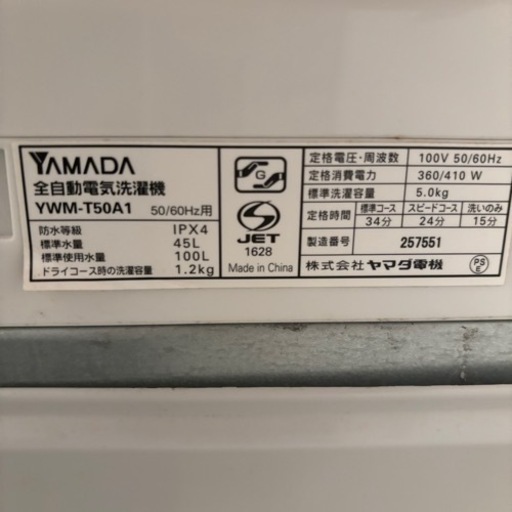 YAMADA
全自動電気洗濯機
YWM-T50A1 50/60Hz用
防水等級 IPX4
標準水量 45L
標準使用水量 100L
ドライコース時の洗濯容量 1.2kg
G
S
JET
1628
Made in China
定格電圧・周波数 100V 50/60Hz
定格消費電力 360/410 W
標準洗濯容量 5.0kg
定格時間 標準コース スピードコース 洗いのみ
34分 24分 15分
製造番号 257551
株式会社 ヤマダ電機
PS
E